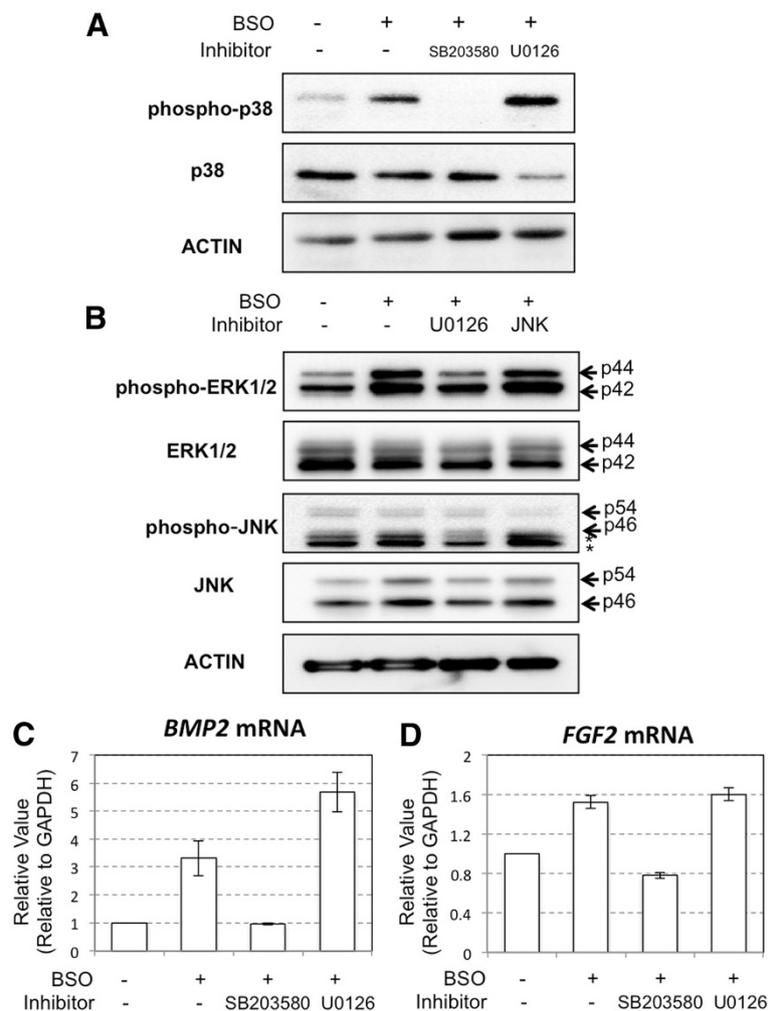 A
BSO - + + +
Inhibitor - - SB203580 U0126
phospho-p38
p38
ACTIN
B
BSO - + + +
Inhibitor - - U0126 JNK
phospho-ERK1/2 p44
p42
ERK1/2 p44
p42
phospho-JNK p54
p46
*
*
JNK p54
p46
ACTIN
C
BMP2 mRNA
Relative Value
(Relative to GAPDH)
7
6
5
4
3
2
1
0
BSO - + + +
Inhibitor - - SB203580 U0126
D
FGF2 mRNA
Relative Value
(Relative to GAPDH)
2
1.6
1.2
0.8
0.4
0
BSO - + + +
Inhibitor - - SB203580 U0126